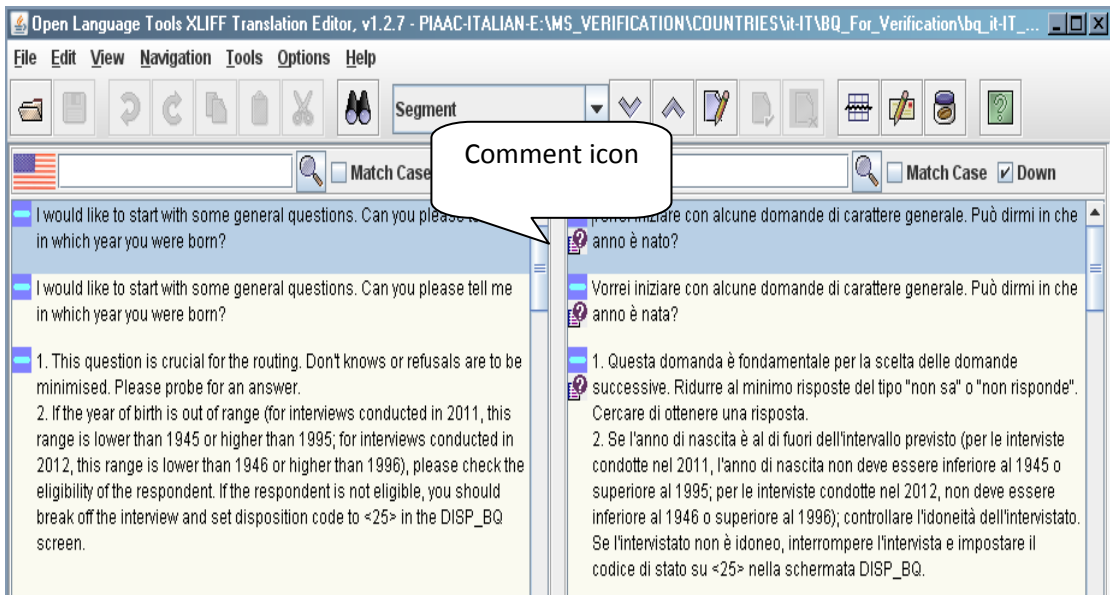 Open Language Tools XLIFF Translation Editor, v1.2.7 - PIAAC-ITALIAN-E:\MS_VERIFICATION\COUNTRIES\it-IT\BQ_For_Verification\bq_it-IT_...
File Edit View Navigation Tools Options Help
Segment
Comment icon
Match Case
Match Case Down
I would like to start with some general questions. Can you please
in which year you were born?
I would like to start with some general questions. Can you please tell me
in which year you were born?
1. This question is crucial for the routing. Don't knows or refusals are to be
minimised. Please probe for an answer.
2. If the year of birth is out of range (for interviews conducted in 2011, this
range is lower than 1945 or higher than 1995; for interviews conducted in
2012, this range is lower than 1946 or higher than 1996), please check the
eligibility of the respondent. If the respondent is not eligible, you should
break off the interview and set disposition code to <25> in the DISP_BQ
screen.
Vorrei iniziare con alcune domande di carattere generale. Può dirmi in che
anno è nato?
Vorrei iniziare con alcune domande di carattere generale. Può dirmi in che
anno è nata?
1. Questa domanda è fondamentale per la scelta delle domande
successive. Ridurre al minimo risposte del tipo "non sa" o "non risponde".
Cercare di ottenere una risposta.
2. Se l'anno di nascita è al di fuori dell'intervallo previsto (per le interviste
condotte nel 2011, l'anno di nascita non deve essere inferiore al 1945 o
superiore al 1995; per le interviste condotte nel 2012, non deve essere
inferiore al 1946 o superiore al 1996); controllare l'idoneità dell'intervistato.
Se l'intervistato non è idoneo, interrompere l'intervista e impostare il
codice di stato su <25> nella schermata DISP_BQ.